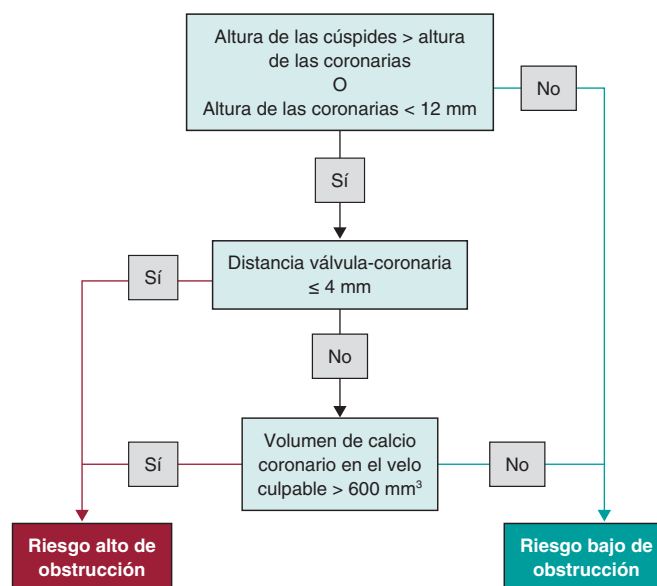 Altura de las cúspides > altura
de las coronarias
O
Altura de las coronarias < 12 mm
No
Sí
Distancia válvula-coronaria
≤ 4 mm
Sí
No
Volumen de calcio
coronario en el velo
culpable > 600 mm³
Sí
No
Riesgo alto de
obstrucción
Riesgo bajo de
obstrucción